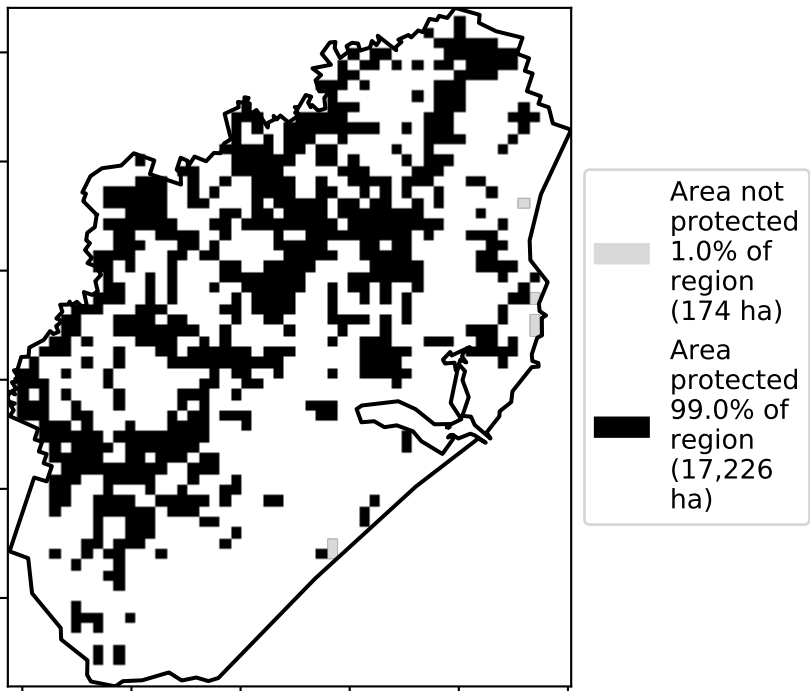 Area not
protected
1.0% of
region
(174 ha)
Area
protected
99.0% of
region
(17,226
ha)